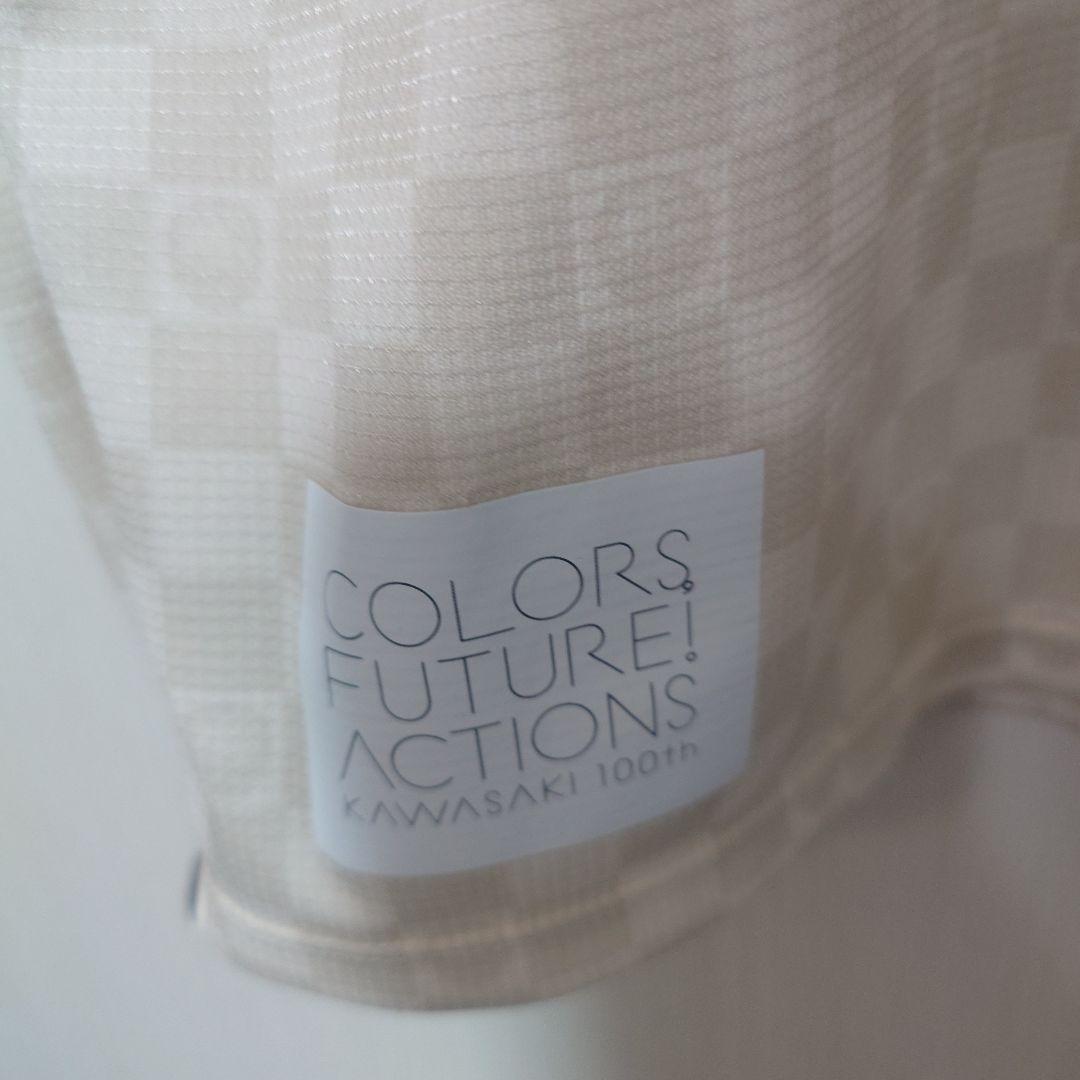 COLORS,
FUTURE!
ACTIONS
KAWASAKI 100th